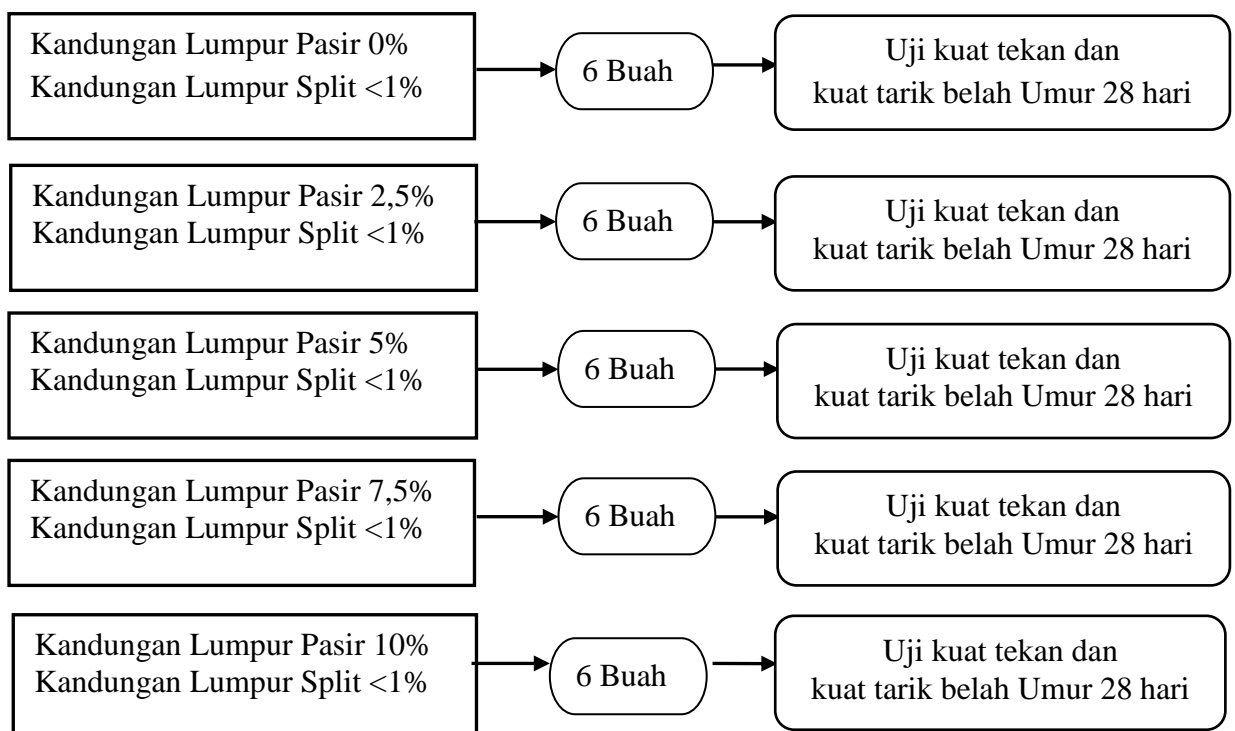 Kandungan Lumpur Pasir 0%
Kandungan Lumpur Split <1%
6 Buah
Uji kuat tekan dan
kuat tarik belah Umur 28 hari
Kandungan Lumpur Pasir 2,5%
Kandungan Lumpur Split <1%
6 Buah
Uji kuat tekan dan
kuat tarik belah Umur 28 hari
Kandungan Lumpur Pasir 5%
Kandungan Lumpur Split <1%
6 Buah
Uji kuat tekan dan
kuat tarik belah Umur 28 hari
Kandungan Lumpur Pasir 7,5%
Kandungan Lumpur Split <1%
6 Buah
Uji kuat tekan dan
kuat tarik belah Umur 28 hari
Kandungan Lumpur Pasir 10%
Kandungan Lumpur Split <1%
6 Buah
Uji kuat tekan dan
kuat tarik belah Umur 28 hari